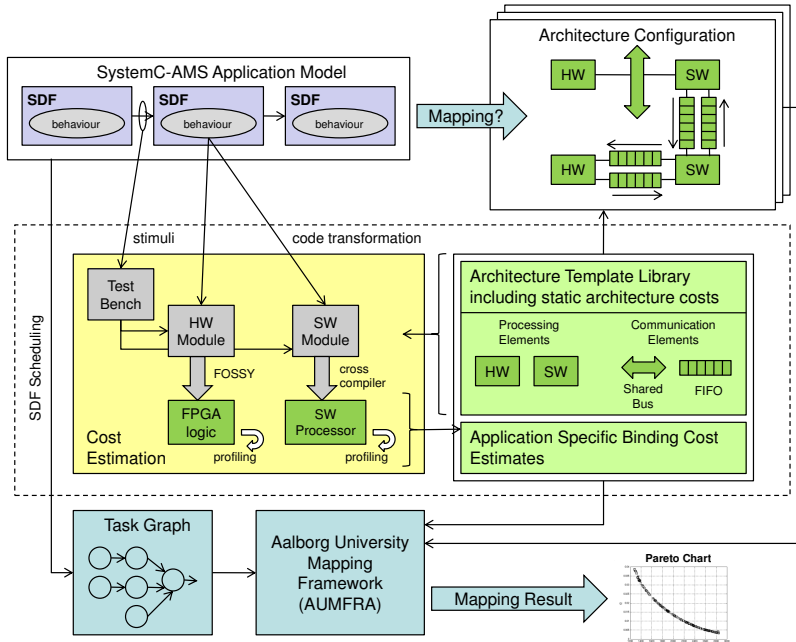 SystemC-AMS Application Model
SDF
behaviour
SDF
behaviour
SDF
behaviour
Mapping?
Architecture Configuration
HW
SW
HW
SW
stimuli
code transformation
SDF Scheduling
Test
Bench
HW
Module
SW
Module
FOSSY
cross
compiler
FPGA
logic
SW
Processor
profiling
profiling
Cost
Estimation
Architecture Template Library
including static architecture costs
Processing
Elements
Communication
Elements
HW
SW
Shared
Bus
FIFO
Application Specific Binding Cost
Estimates
Task Graph
Aalborg University
Mapping
Framework
(AUMFRA)
Mapping Result
Pareto Chart